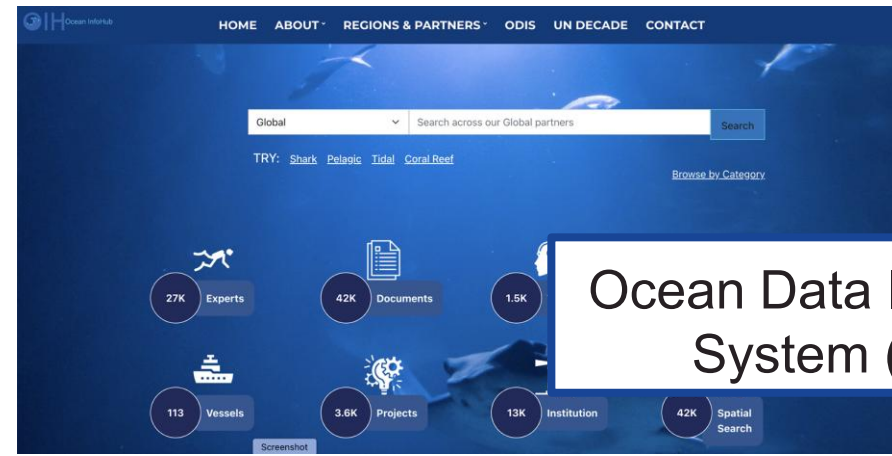 OIH Ocean InfoHub
HOME ABOUT REGIONS & PARTNERS ODIS UN DECADE CONTACT
Global Search across our Global partners Search
TRY: Shark Pelagic Tidal Coral Reef
Browse by Category
27K Experts 42K Documents 1.5K
Ocean Data
System (
113 Vessels 3.6K Projects 13K Institution 42K Spatial
Search
Screenshot